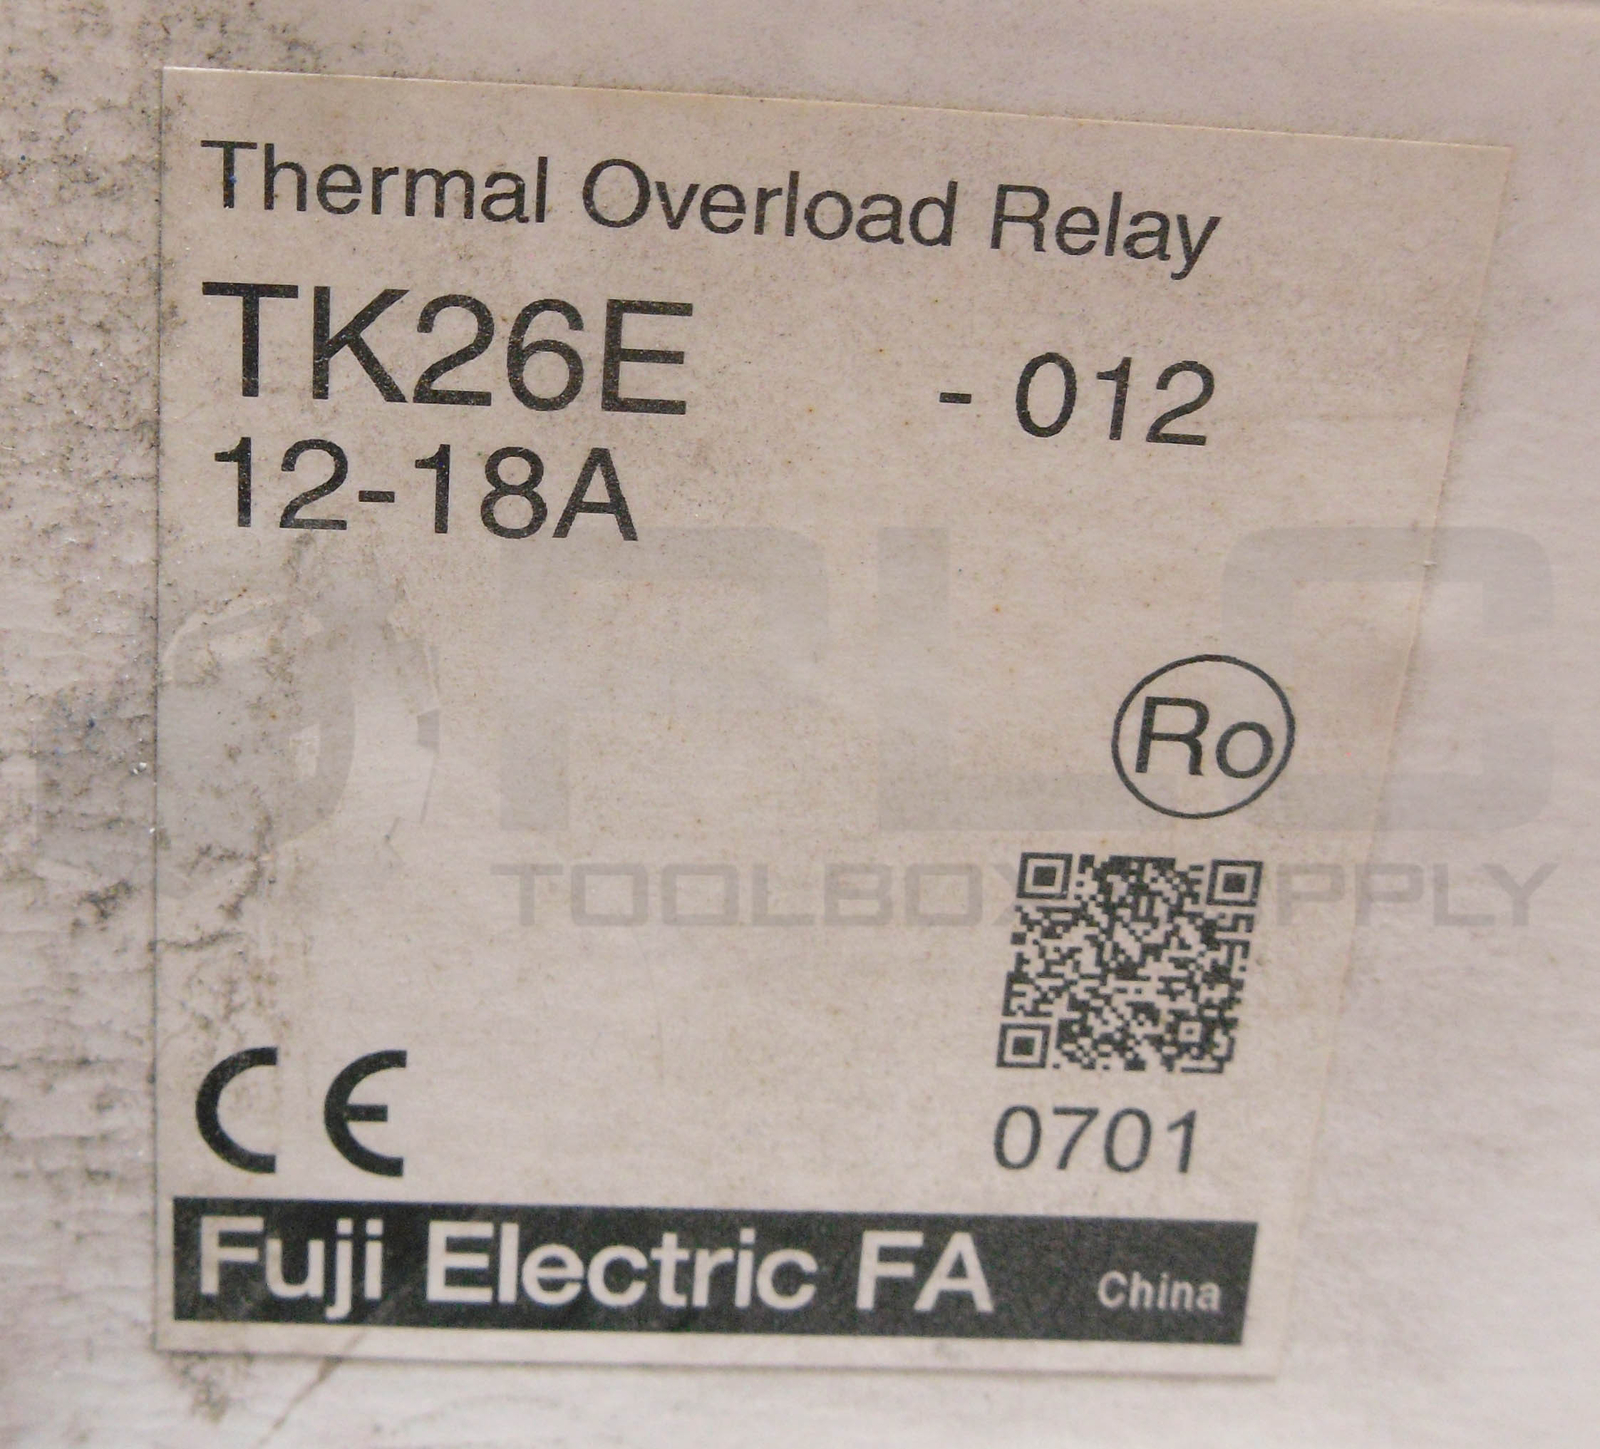 Thermal Overload Relay
TK26E - 012
12-18A
Ro
TOOLBOX SUPPLY
CE
0701
Fuji Electric FA China